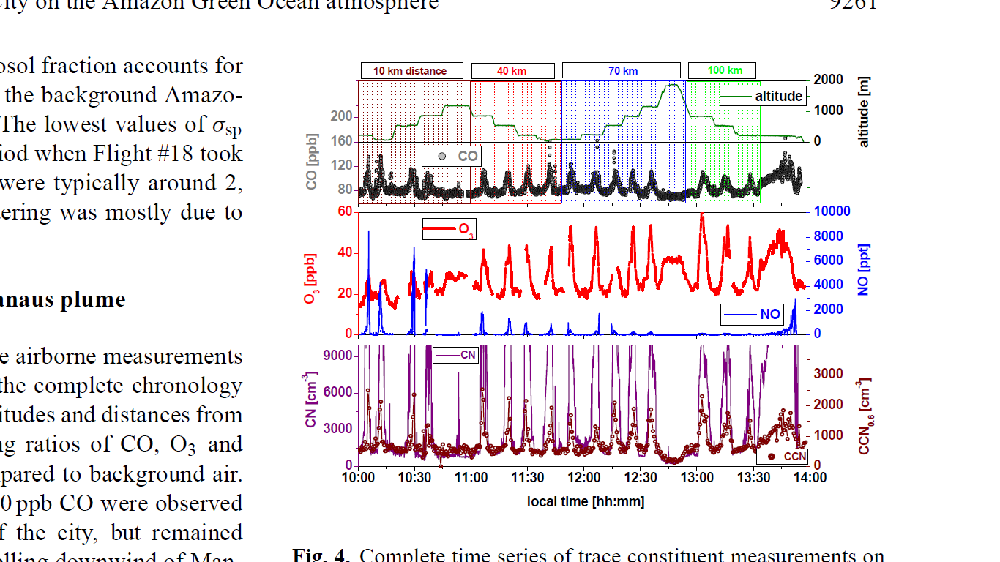 City on the Amazon Green Ocean atmosphere
9261
osol fraction accounts for
the background Amazo-
The lowest values of σsp
iod when Flight #18 took
were typically around 2,
tering was mostly due to
anaus plume
e airborne measurements
the complete chronology
itudes and distances from
ng ratios of CO, O3 and
mpared to background air.
0 ppb CO were observed
f the city, but remained
elling downwind of Man-
10 km distance
40 km
70 km
100 km
200
160
120
80
CO [ppb]
CO
altitude
2000
1000
0
altitude [m]
60
40
20
0
O3 [ppb]
O3
NO
10000
8000
6000
4000
2000
0
NO [ppt]
9000
6000
3000
0
CN [cm-3]
CN
CCN
3000
2000
1000
0
CCN0.6 [cm-3]
10:00 10:30 11:00 11:30 12:00 12:30 13:00 13:30 14:00
local time [hh:mm]
Fig. 4. Complete time series of trace constituent measurements on